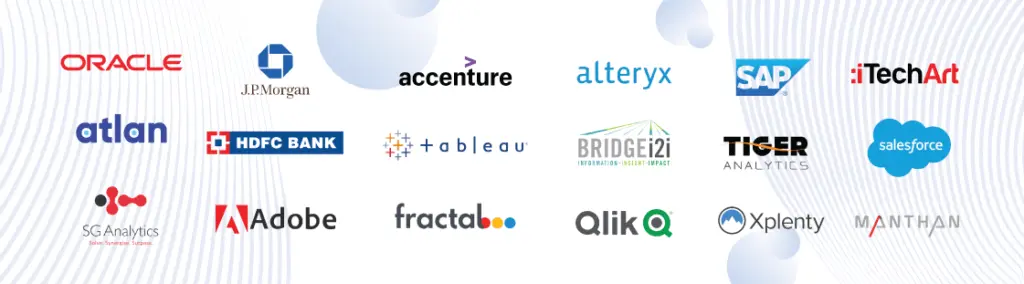 ORACLE
J.P.Morgan
accenture
alteryx
SAP
:iTechArt
atlan
HDFC BANK
+ableau
BRIDGEi2i
INFORMATION • INSIGHT • IMPACT
TIGER
ANALYTICS
salesforce
SG Analytics
Adobe
fractal
Qlik
Xplenty
MANTHAN